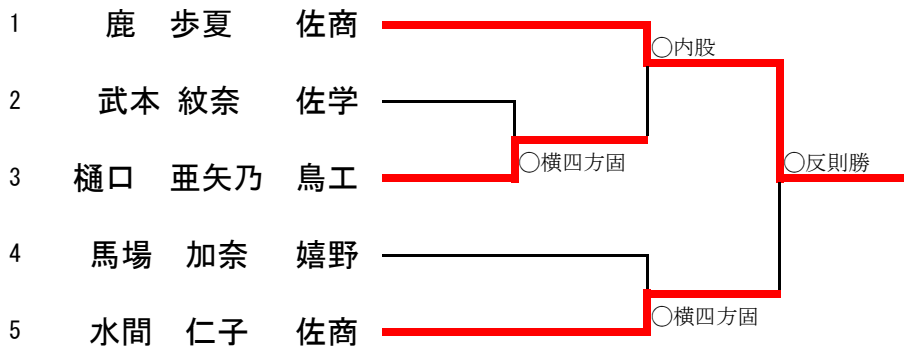 1 鹿 歩夏 佐商
○内股
2 武本 紋奈 佐学
○横四方固
○反則勝
3 樋口 亜矢乃 鳥工
4 馬場 加奈 嬉野
○横四方固
5 水間 仁子 佐商